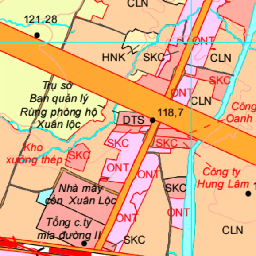 CLN
121.28
HNK
SKC
ONT
CLN
Trụ sở
Ban quản lý
Rừng phòng hộ
Xuân lộc
ONT
CLN
DTS
118,7
Công
Oanh
Kho
xưởng thép
SKC
SKC
SKC
ONT
Công ty
Hưng Lâm
Nhà máy
cồn Xuân Lộc
ONT
ONT
Tổng c.ty
mía đường II
SKC